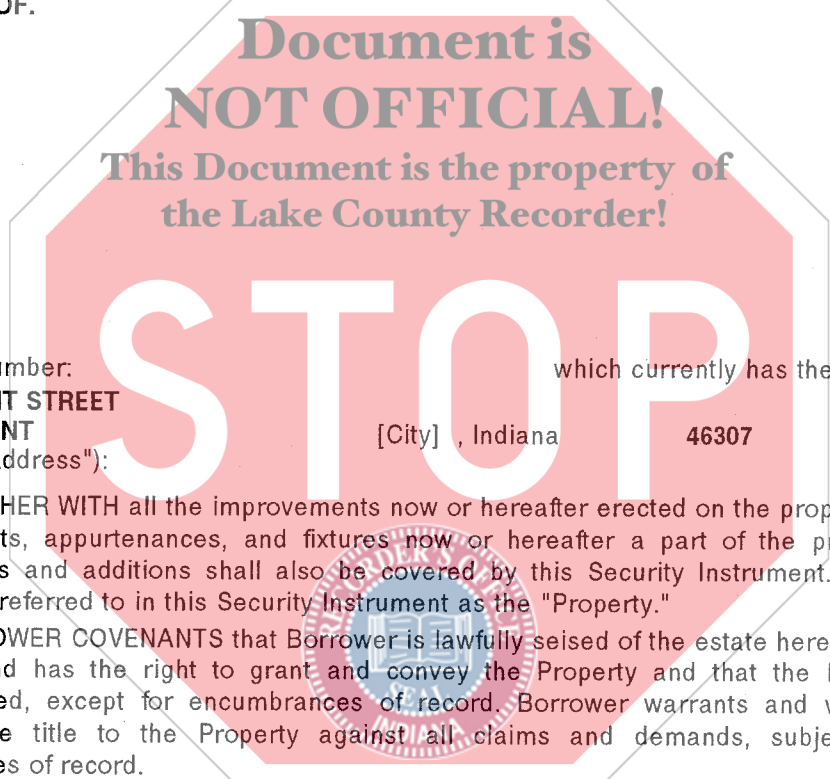 OF.
Document is
NOT OFFICIAL!
This Document is the property of
the Lake County Recorder!
STOP
umber: which currently has the
T STREET
NT [City] , Indiana 46307
ddress"):
HER WITH all the improvements now or hereafter erected on the prop
ts, appurtenances, and fixtures now or hereafter a part of the p
s and additions shall also be covered by this Security Instrument.
referred to in this Security Instrument as the "Property."
OWER COVENANTS that Borrower is lawfully seised of the estate here
d has the right to grant and convey the Property and that the
ed, except for encumbrances of record. Borrower warrants and
e title to the Property against all claims and demands, subje
es of record.
RECORDER'S OFFICE
SEAL
INDIANA